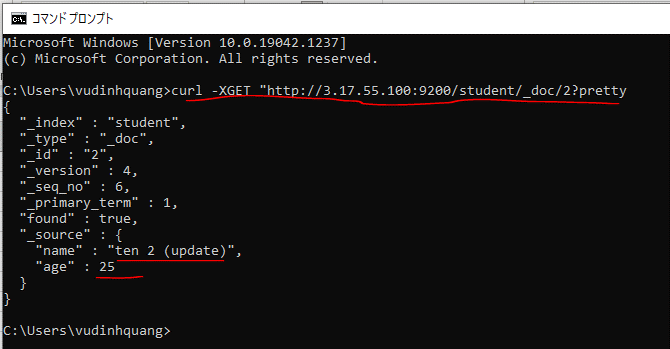 コマンド プロンプト
Microsoft Windows [Version 10.0.19042.1237]
(c) Microsoft Corporation. All rights reserved.
C:\Users\vudinhquang>curl -XGET "http://3.17.55.100:9200/student/_doc/2?pretty
{
"_index" : "student",
"_type" : "_doc",
"_id" : "2",
"_version" : 4,
"_seq_no" : 6,
"_primary_term" : 1,
"found" : true,
"_source" : {
"name" : "ten 2 (update)",
"age" : 25
}
}
C:\Users\vudinhquang>